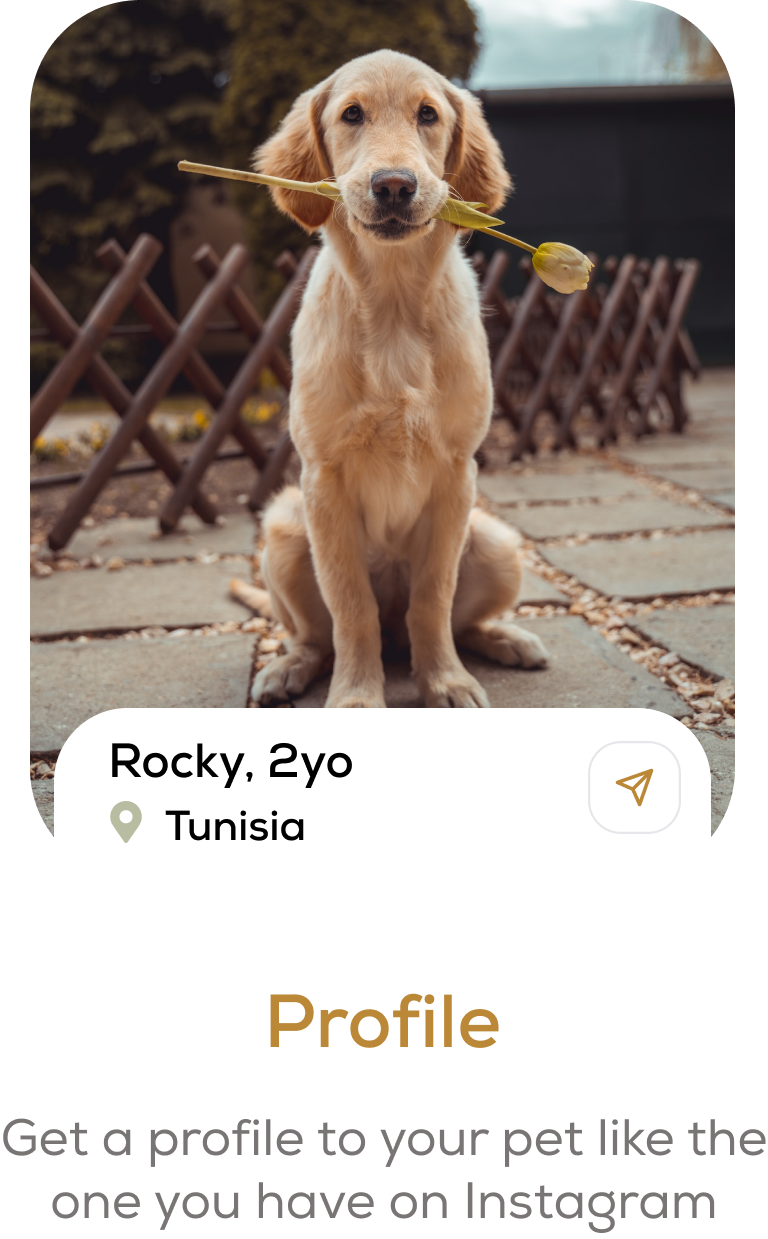 Rocky, 2yo
Tunisia
Profile
Get a profile to your pet like the
one you have on Instagram